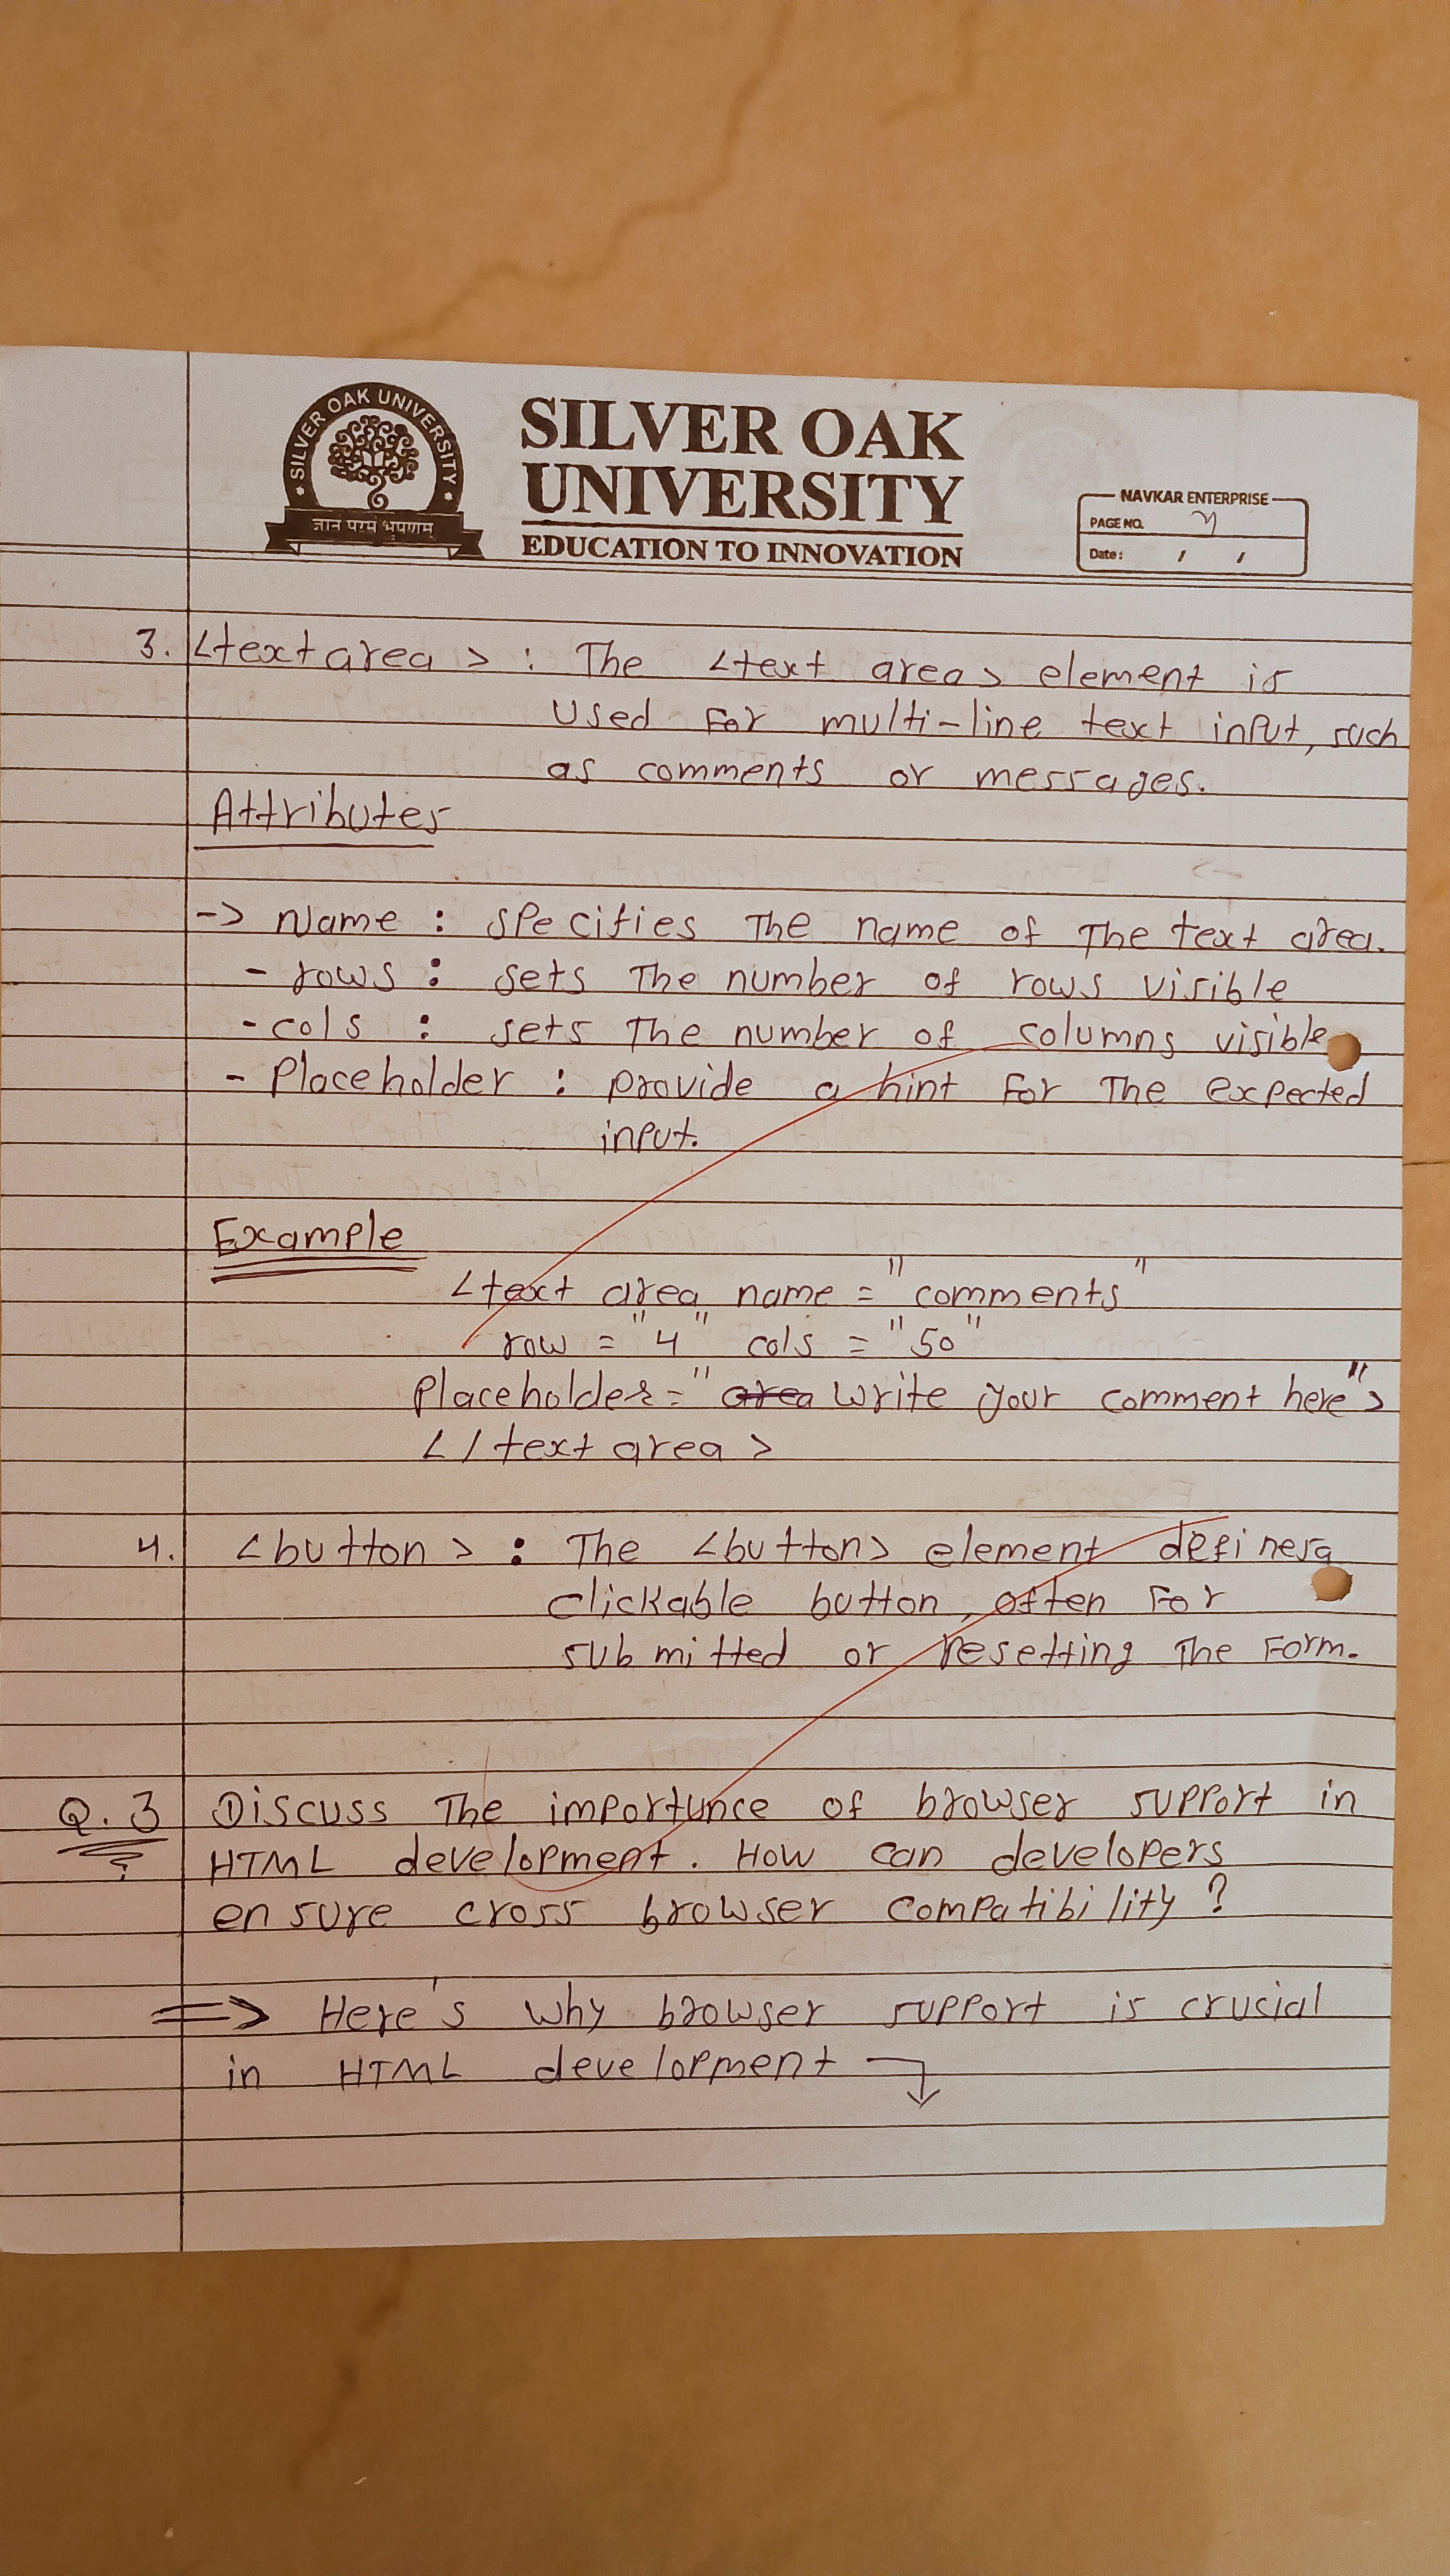 SILVER OAK UNIVERSITY
ज्ञानं परमं भूषणम्
SILVER OAK
UNIVERSITY
EDUCATION TO INNOVATION
NAVKAR ENTERPRISE
PAGE NO. 4
Date: / /
3. <textarea> : The <text area> element is
used for multi-line text input, such
as comments or messages.
Attributes
-> Name : specifies The name of The text area.
- rows : sets The number of rows visible
- cols : sets The number of columns visible
- Placeholder : provide a hint for The expected
input.
Example
<text area name = "comments"
row = "4" cols = "50"
Placeholder = "area write your comment here">
</textarea>
4. <button> : The <button> element defines a
clickable button, often for
submitted or resetting The Form.
Q.3 Discuss The importunce of browser support in
HTML development. How can developers
ensure cross browser compatibility?
=> Here's why browser support is crucial
in HTML development